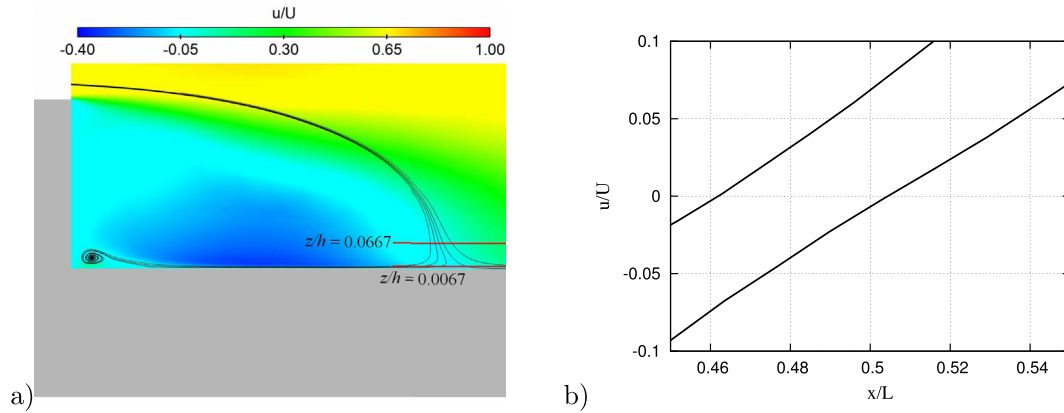 u/U
-0.40 -0.05 0.30 0.65 1.00
z/h = 0.0667
z/h = 0.0067
a)
0.1
0.05
0
-0.05
-0.1
u/U
0.46 0.48 0.5 0.52 0.54
x/L
b)